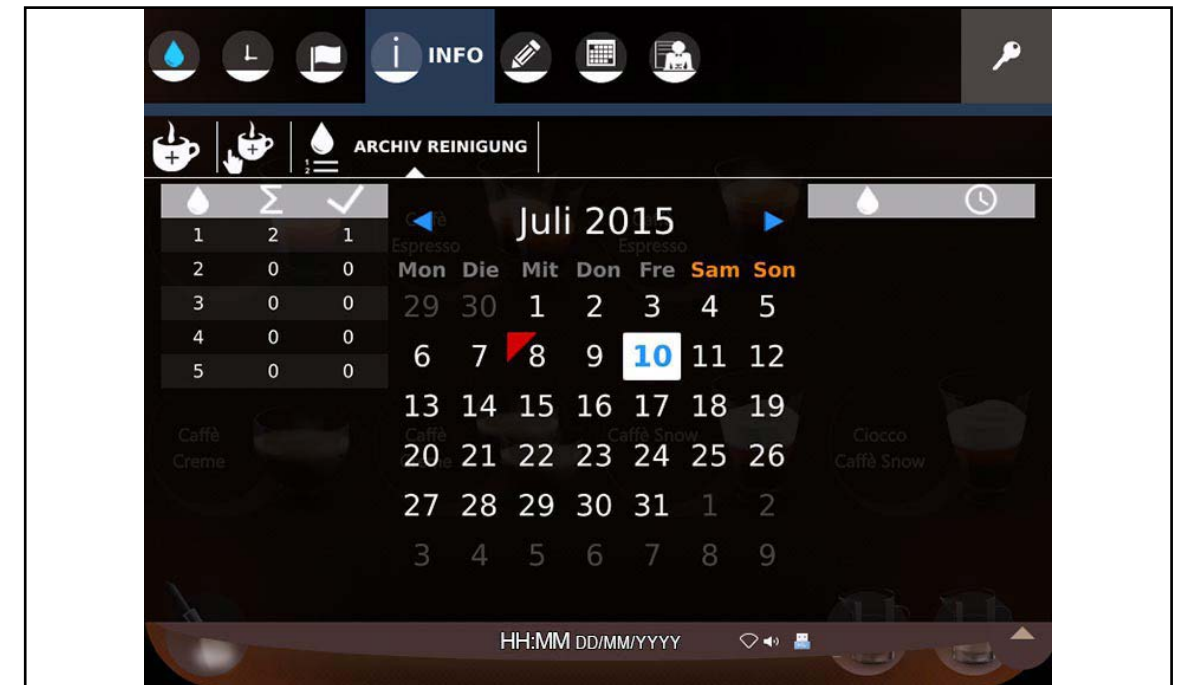 INFO
ARCHIV REINIGUNG
Σ
1 2 1
2 0 0
3 0 0
4 0 0
5 0 0
Juli 2015
Mon Die Mit Don Fre Sam Son
29 30 1 2 3 4 5
6 7 8 9 10 11 12
13 14 15 16 17 18 19
20 21 22 23 24 25 26
27 28 29 30 31 1 2
3 4 5 6 7 8 9
Caffè
Espresso
Espresso
Caffè
Creme
Caffè
Caffè Snow
Ciocco
Caffè Snow
HH:MM DD/MM/YYYY